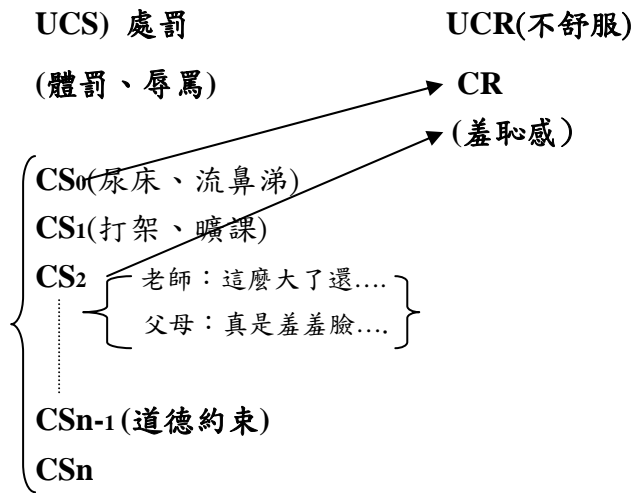 UCS) 處罰 UCR(不舒服)
(體罰、辱罵) CR
(羞恥感)
CS0(尿床、流鼻涕)
CS1(打架、曠課)
CS2 老師：這麼大了還….
父母：真是羞羞臉….
CSn-1 (道德約束)
CSn